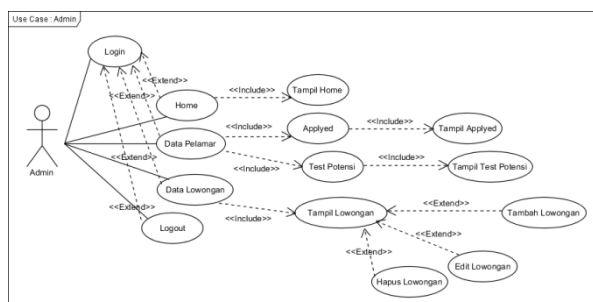 Use Case : Admin
Login
<<Extend>>
<<Include>>
Tampil Home
<<Extend>>
Home
<<Include>>
Applyed
<<Include>>
Tampil Applyed
Data Pelamar
Admin
<<Extend>>
<<Include>>
Test Potensi
<<Include>>
Tampil Test Potensi
Data Lowongan
<<Extend>>
<<Include>>
Tampil Lowongan
<<Extend>>
Tambah Lowongan
Logout
<<Extend>>
<<Extend>>
Edit Lowongan
Hapus Lowongan